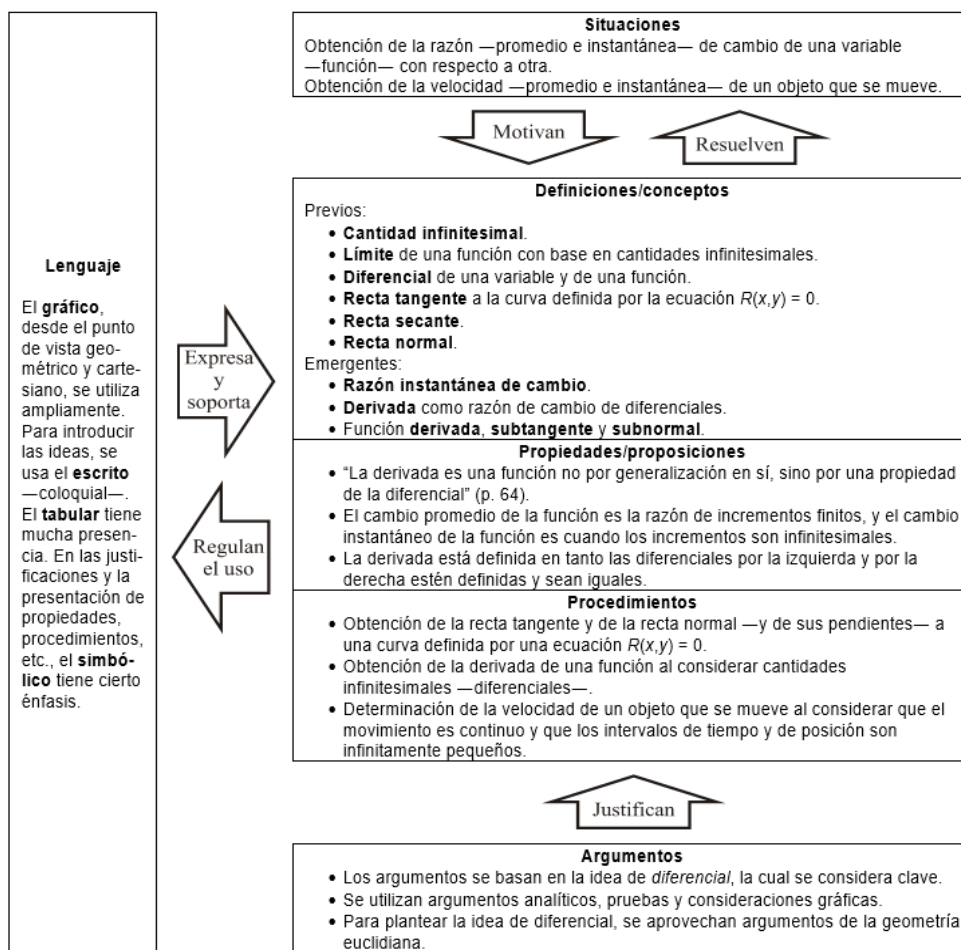 Lenguaje
El gráfico,
desde el punto
de vista geo-
métrico y carte-
siano, se utiliza
ampliamente.
Para introducir
las ideas, se
usa el escrito
—coloquial—.
El tabular tiene
mucha presen-
cia. En las justi-
ficaciones y la
presentación de
propiedades,
procedimientos,
etc., el simbó-
lico tiene cierto
énfasis.
Expresa
y
soporta
Regulan
el uso
Situaciones
Obtención de la razón —promedio e instantánea— de cambio de una variable
—función— con respecto a otra.
Obtención de la velocidad —promedio e instantánea— de un objeto que se mueve.
Motivan
Resuelven
Definiciones/conceptos
Previos:
• Cantidad infinitesimal.
• Límite de una función con base en cantidades infinitesimales.
• Diferencial de una variable y de una función.
• Recta tangente a la curva definida por la ecuación R(x,y) = 0.
• Recta secante.
• Recta normal.
Emergentes:
• Razón instantánea de cambio.
• Derivada como razón de cambio de diferenciales.
• Función derivada, subtangente y subnormal.
Propiedades/proposiciones
• “La derivada es una función no por generalización en sí, sino por una propiedad
de la diferencial” (p. 64).
• El cambio promedio de la función es la razón de incrementos finitos, y el cambio
instantáneo de la función es cuando los incrementos son infinitesimales.
• La derivada está definida en tanto las diferenciales por la izquierda y por la
derecha estén definidas y sean iguales.
Procedimientos
• Obtención de la recta tangente y de la recta normal —y de sus pendientes— a
una curva definida por una ecuación R(x,y) = 0.
• Obtención de la derivada de una función al considerar cantidades
infinitesimales —diferenciales—.
• Determinación de la velocidad de un objeto que se mueve al considerar que el
movimiento es continuo y que los intervalos de tiempo y de posición son
infinitamente pequeños.
Justifican
Argumentos
• Los argumentos se basan en la idea de diferencial, la cual se considera clave.
• Se utilizan argumentos analíticos, pruebas y consideraciones gráficas.
• Para plantear la idea de diferencial, se aprovechan argumentos de la geometría
euclidiana.